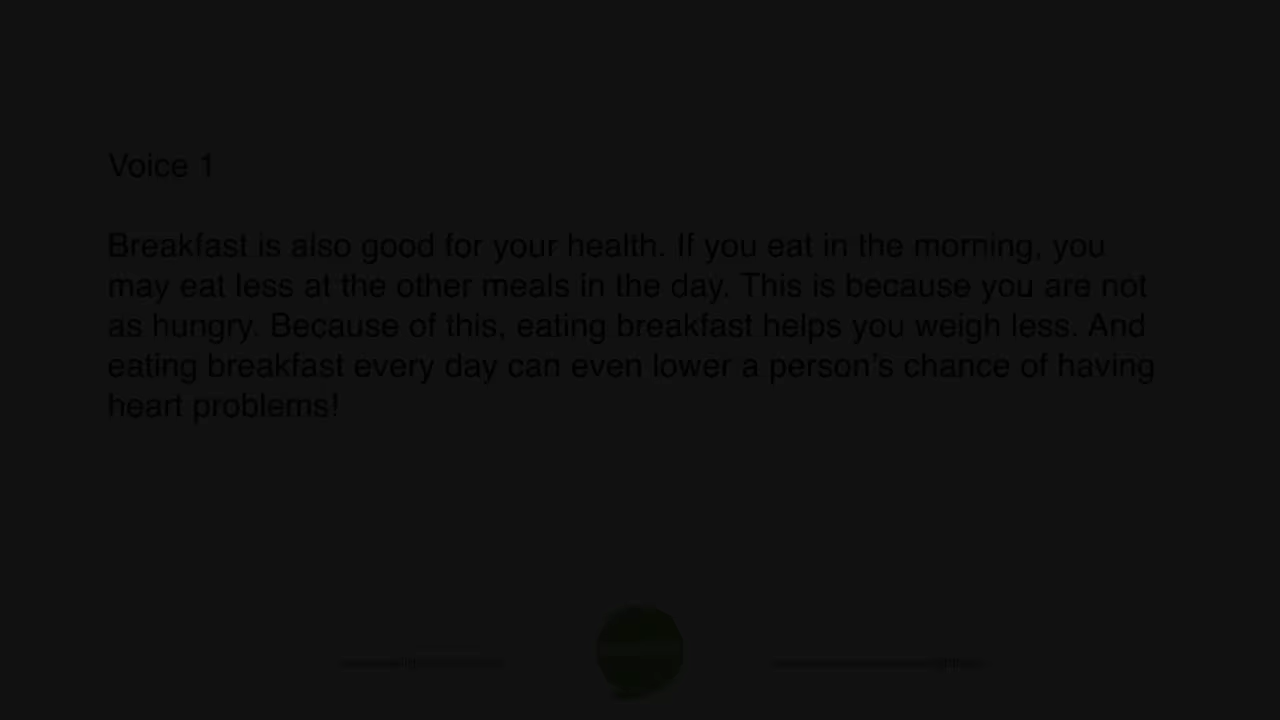 Voice 1
Breakfast is also good for your health. If you eat in the morning, you
may eat less at the other meals in the day. This is because you are not
as hungry. Because of this, eating breakfast helps you weigh less. And
eating breakfast every day can even lower a person's chance of having
heart problems!